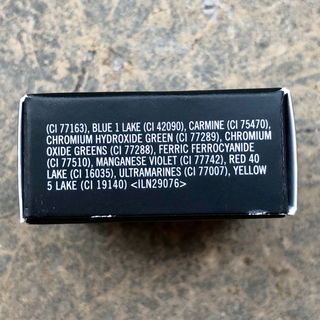 (CI 77163), BLUE 1 LAKE (CI 42090), CARMINE (CI 75470),
CHROMIUM HYDROXIDE GREEN (CI 77289), CHROMIUM
OXIDE GREENS (CI 77288), FERRIC FERROCYANIDE
(CI 77510), MANGANESE VIOLET (CI 77742), RED 40
LAKE (CI 16035), ULTRAMARINES (CI 77007), YELLOW
5 LAKE (CI 19140) <ILN29076>